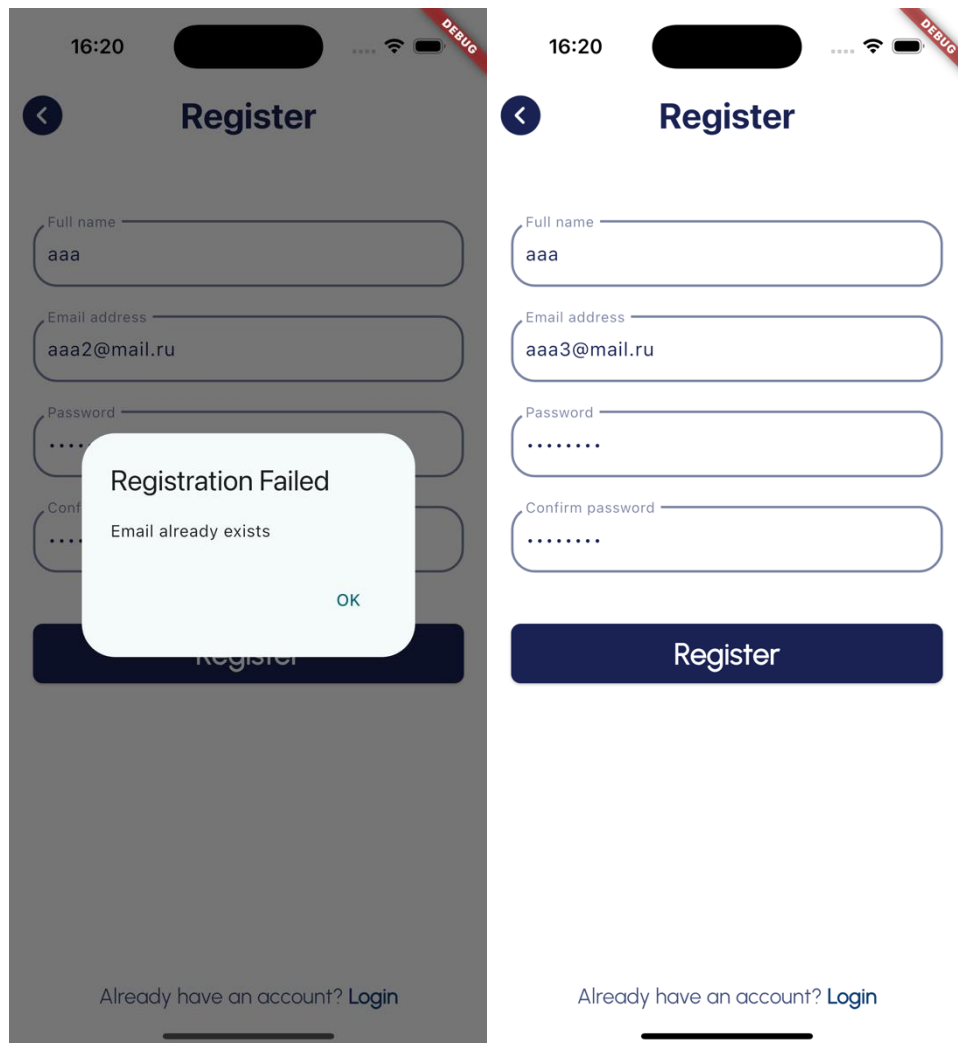 16:20
DEBUG
Register
Full name
aaa
Email address
aaa2@mail.ru
Password
Registration Failed
Email already exists
OK
Register
Already have an account? Login
16:20
DEBUG
Register
Full name
aaa
Email address
aaa3@mail.ru
Password
Confirm password
Register
Already have an account? Login